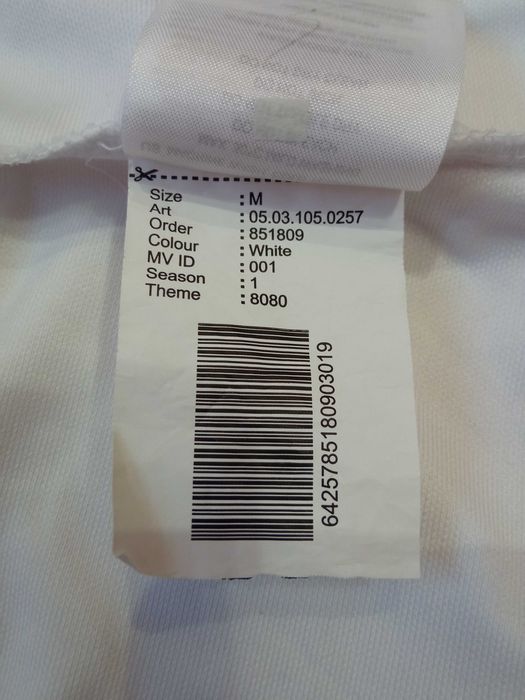 Size : M
Art : 05.03.105.0257
Order : 851809
Colour : White
MV ID : 001
Season : 1
Theme : 8080
6425785180903019